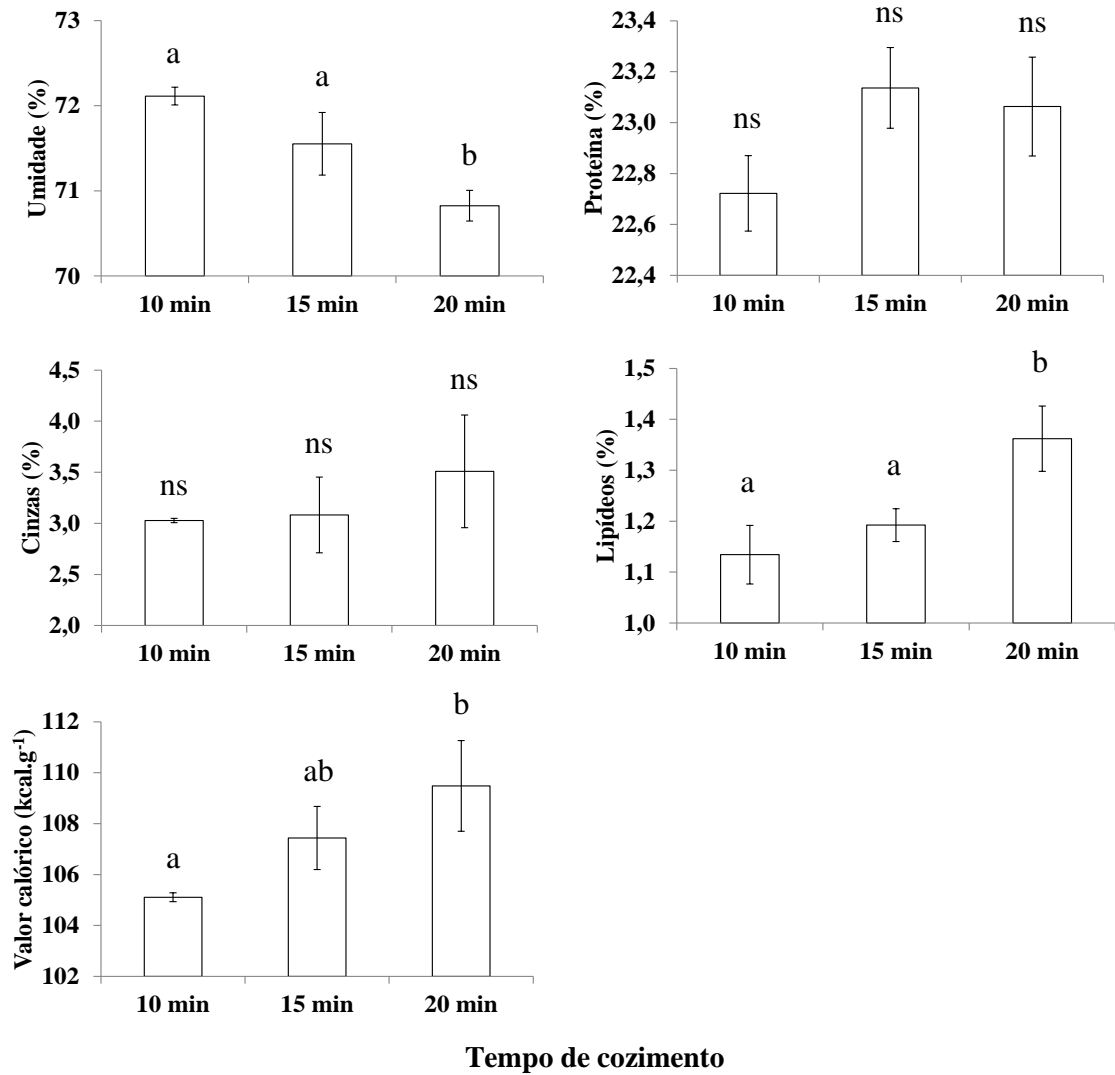 Umidade (%)
73
72
71
70
a
a
b
10 min
15 min
20 min
Proteína (%)
23,4
23,2
23,0
22,8
22,6
22,4
ns
ns
ns
10 min
15 min
20 min
Cinzas (%)
4,5
4,0
3,5
3,0
2,5
2,0
ns
ns
ns
10 min
15 min
20 min
Lipídeos (%)
1,5
1,4
1,3
1,2
1,1
1,0
a
a
b
10 min
15 min
20 min
Valor calórico (kcal.g⁻¹)
112
110
108
106
104
102
a
ab
b
10 min
15 min
20 min
Tempo de cozimento